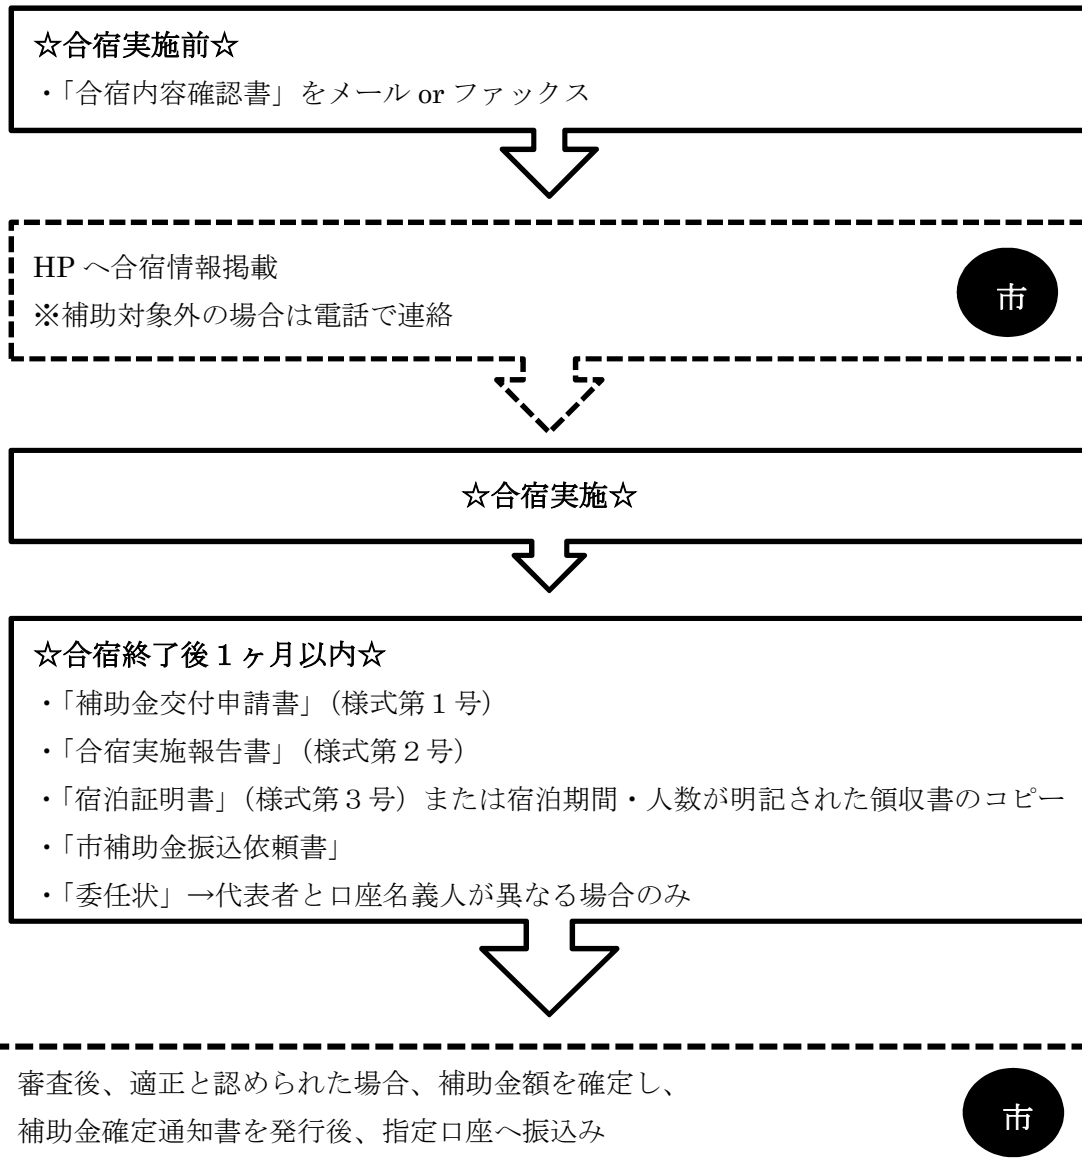 ☆合宿実施前☆
・「合宿内容確認書」をメール or ファックス
HP へ合宿情報掲載
※補助対象外の場合は電話で連絡
市
☆合宿実施☆
☆合宿終了後１ヶ月以内☆
・「補助金交付申請書」（様式第１号）
・「合宿実施報告書」（様式第２号）
・「宿泊証明書」（様式第３号）または宿泊期間・人数が明記された領収書のコピー
・「市補助金振込依頼書」
・「委任状」→代表者と口座名義人が異なる場合のみ
審査後、適正と認められた場合、補助金額を確定し、
補助金確定通知書を発行後、指定口座へ振込み
市